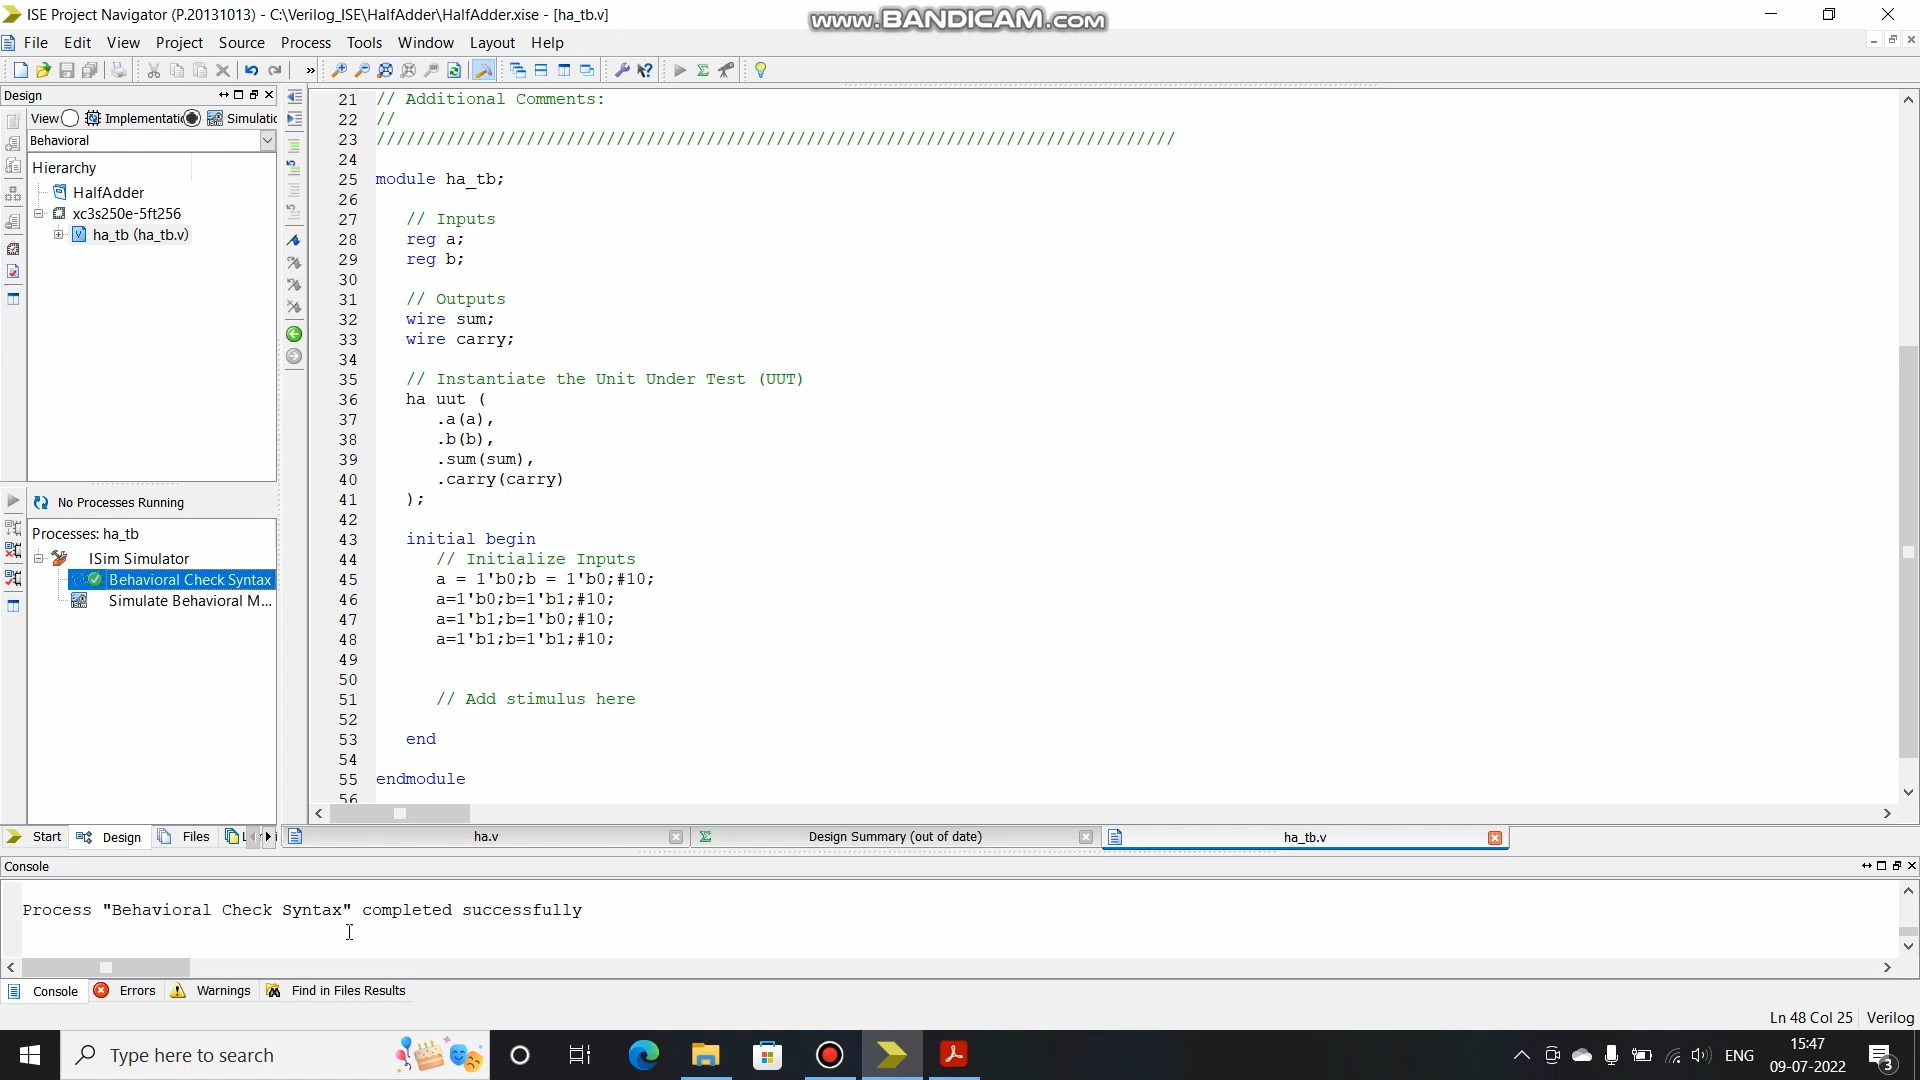 ISE Project Navigator (P.20131013) - C:\Verilog_ISE\HalfAdder\HalfAdder.xise - [ha_tb.v]
www.BANDICAM.com
File Edit View Project Source Process Tools Window Layout Help
Design
View Implementatic Simulatic
Behavioral
Hierarchy
HalfAdder
xc3s250e-5ft256
ha_tb (ha_tb.v)
No Processes Running
Processes: ha_tb
ISim Simulator
Behavioral Check Syntax
Simulate Behavioral M...
Start Design Files
21 // Additional Comments:
22 //
23 ////////////////////////////////////////////////////////////////////////////////
24
25 module ha_tb;
26
27 // Inputs
28 reg a;
29 reg b;
30
31 // Outputs
32 wire sum;
33 wire carry;
34
35 // Instantiate the Unit Under Test (UUT)
36 ha uut (
37 .a(a),
38 .b(b),
39 .sum(sum),
40 .carry(carry)
41 );
42
43 initial begin
44 // Initialize Inputs
45 a = 1'b0;b = 1'b0;#10;
46 a=1'b0;b=1'b1;#10;
47 a=1'b1;b=1'b0;#10;
48 a=1'b1;b=1'b1;#10;
49
50
51 // Add stimulus here
52
53 end
54
55 endmodule
56
ha.v Design Summary (out of date) ha_tb.v
Console
Process "Behavioral Check Syntax" completed successfully
Console Errors Warnings Find in Files Results
Ln 48 Col 25 Verilog
Type here to search
ENG
15:47
09-07-2022
3